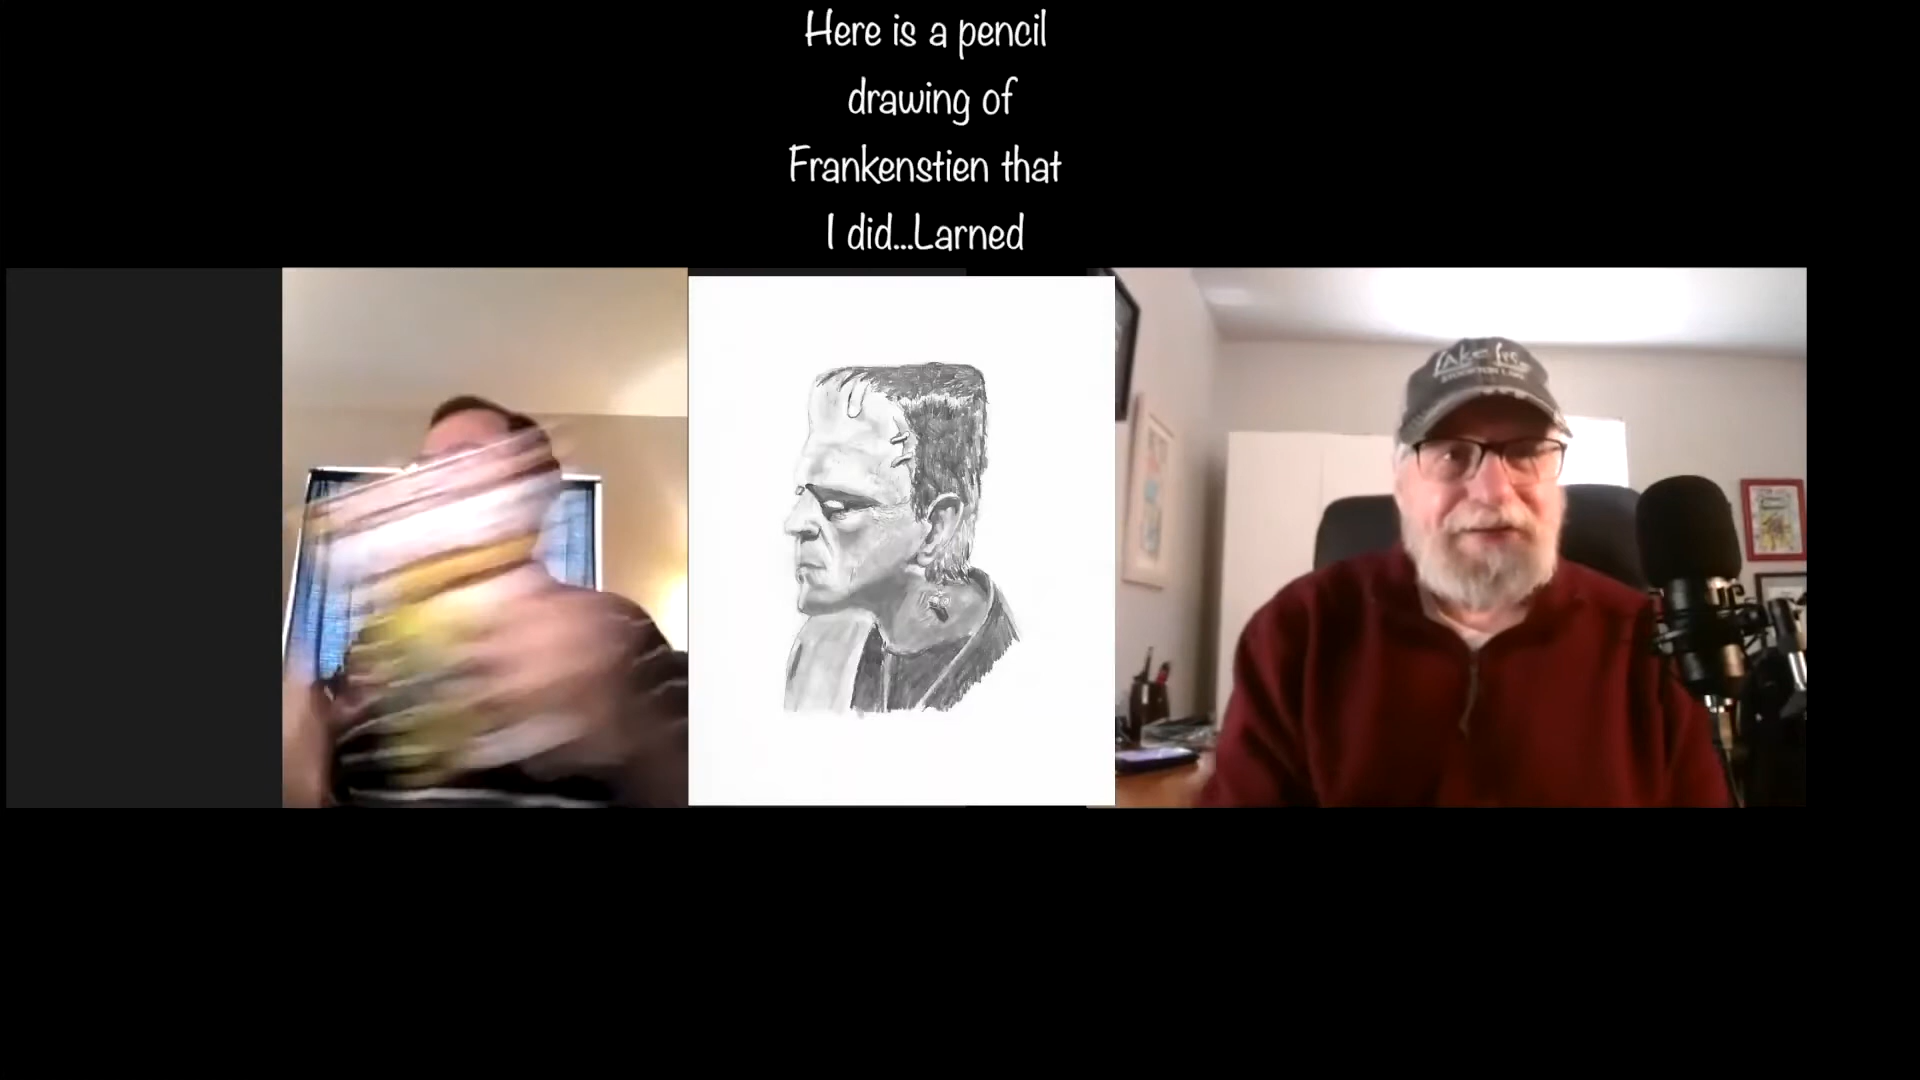 Here is a pencil
drawing of
Frankenstien that
I did...Larned